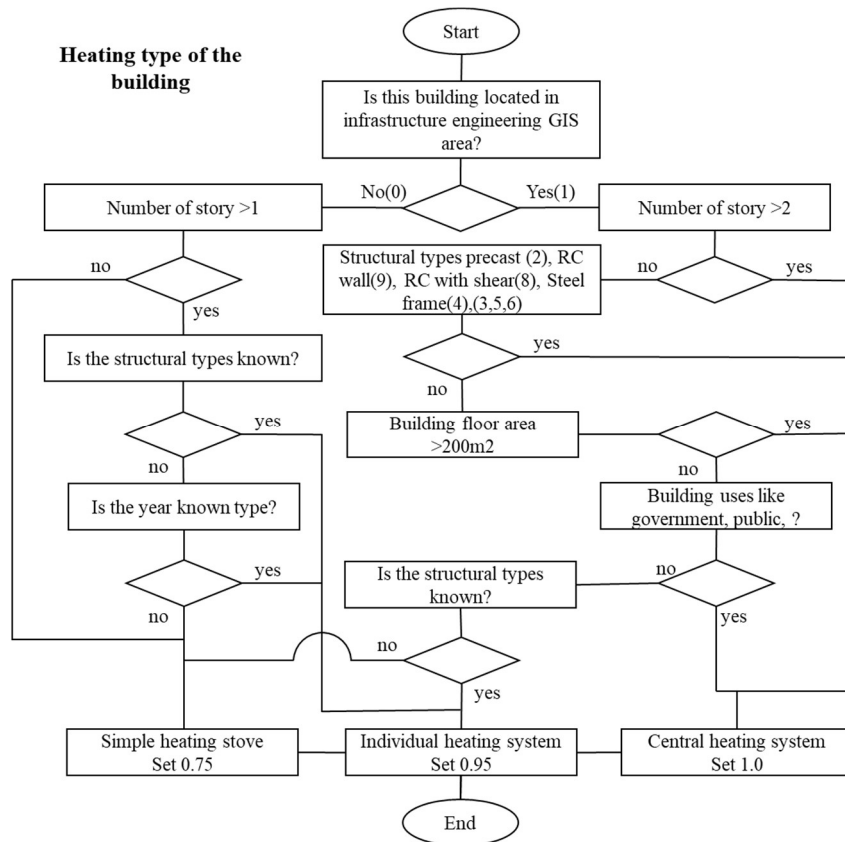 Start
Heating type of the
building
Is this building located in
infrastructure engineering GIS
area?
No(0)
Yes(1)
Number of story >1
Number of story >2
no
Structural types precast (2), RC
wall(9), RC with shear(8), Steel
frame(4),(3,5,6)
no
yes
yes
Is the structural types known?
yes
no
Building floor area
>200m2
yes
yes
no
no
Is the year known type?
Building uses like
government, public, ?
yes
Is the structural types
known?
no
no
no
yes
yes
Simple heating stove
Set 0.75
Individual heating system
Set 0.95
Central heating system
Set 1.0
End